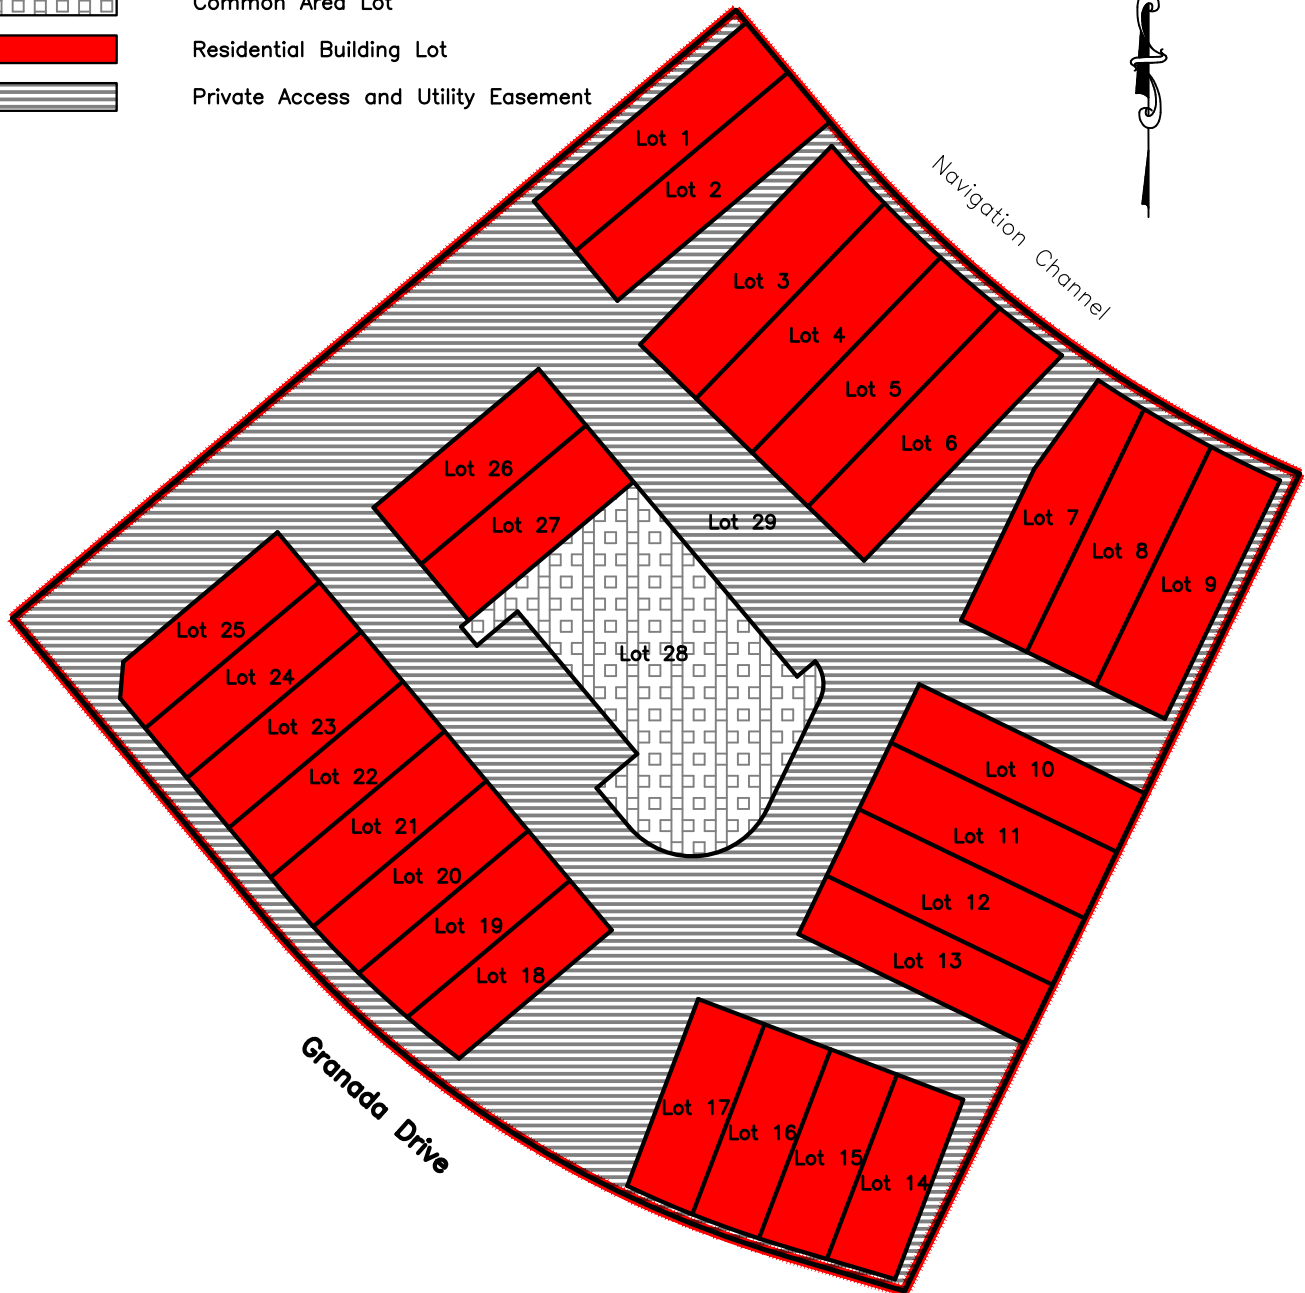 Common Area Lot
Residential Building Lot
Private Access and Utility Easement
Navigation Channel
Lot 1
Lot 2
Lot 3
Lot 4
Lot 5
Lot 6
Lot 7
Lot 8
Lot 9
Lot 10
Lot 11
Lot 12
Lot 13
Lot 14
Lot 15
Lot 16
Lot 17
Lot 18
Lot 19
Lot 20
Lot 21
Lot 22
Lot 23
Lot 24
Lot 25
Lot 26
Lot 27
Lot 28
Lot 29
Granada Drive